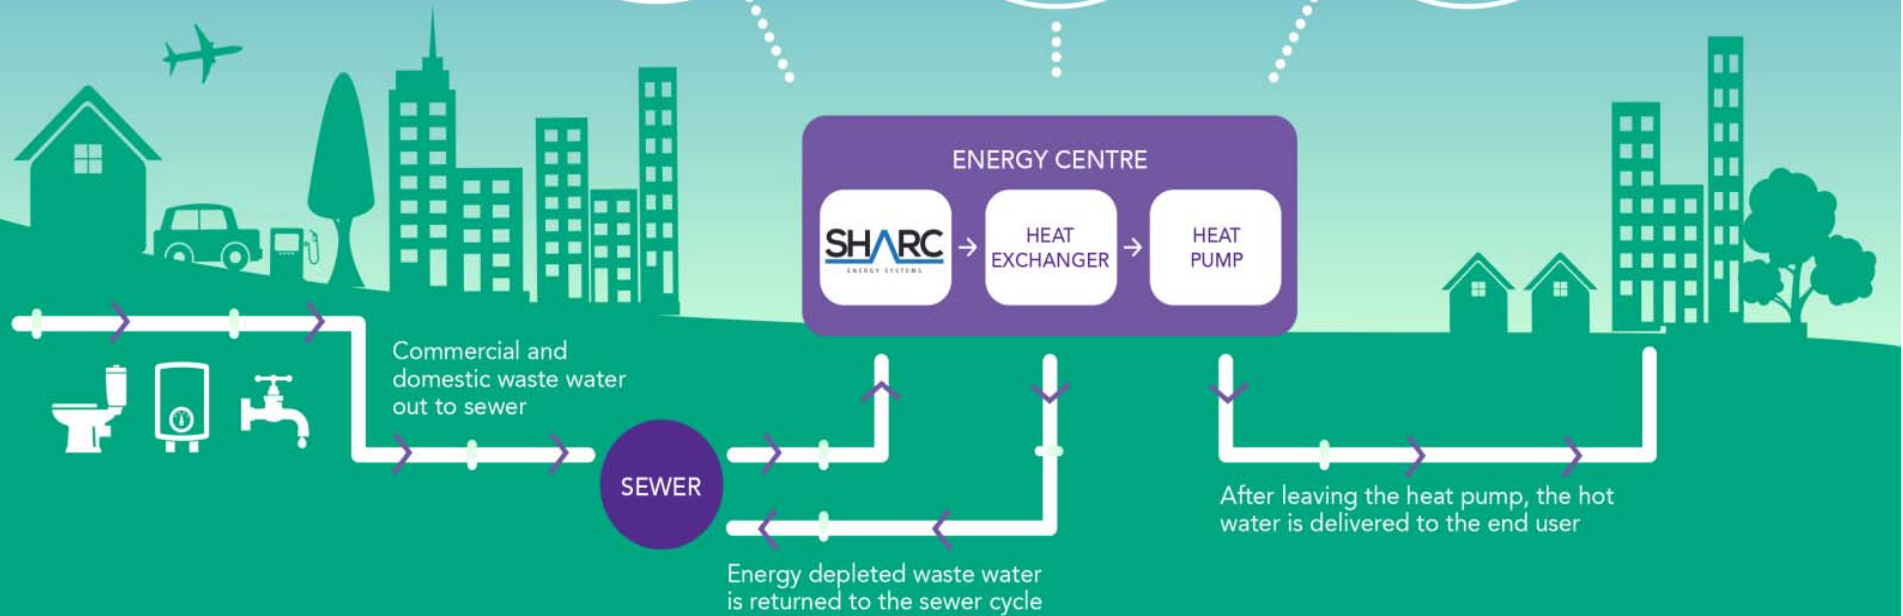 ENERGY CENTRE
SHARC
ENERGY SYSTEMS
HEAT
EXCHANGER
HEAT
PUMP
Commercial and
domestic waste water
out to sewer
SEWER
After leaving the heat pump, the hot
water is delivered to the end user
Energy depleted waste water
is returned to the sewer cycle